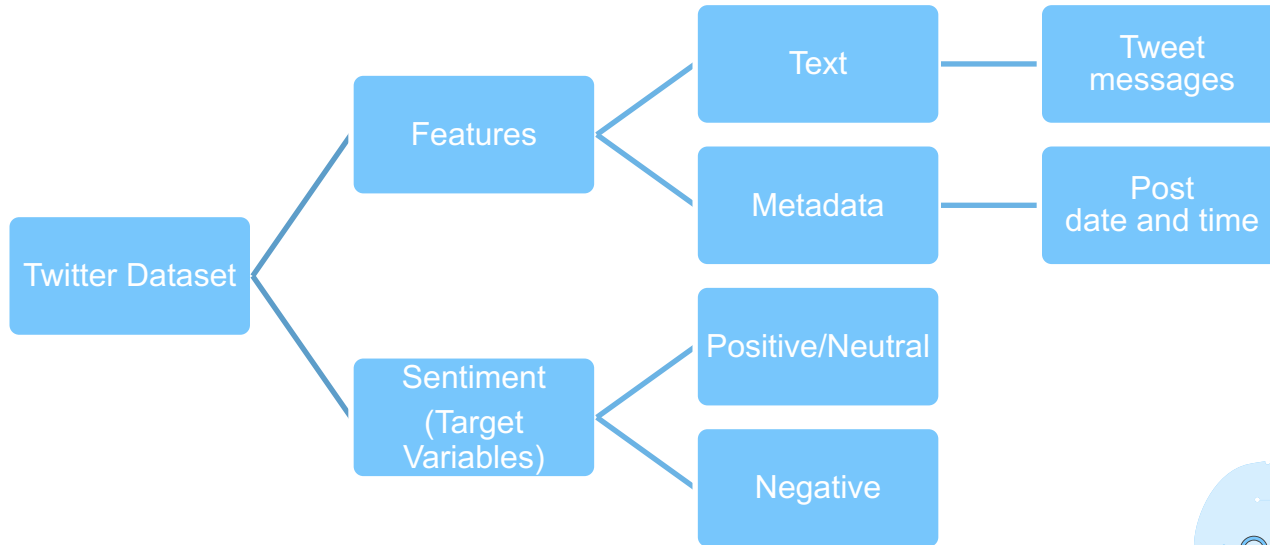 Twitter Dataset
Features
Text
Tweet
messages
Metadata
Post
date and time
Sentiment
(Target
Variables)
Positive/Neutral
Negative